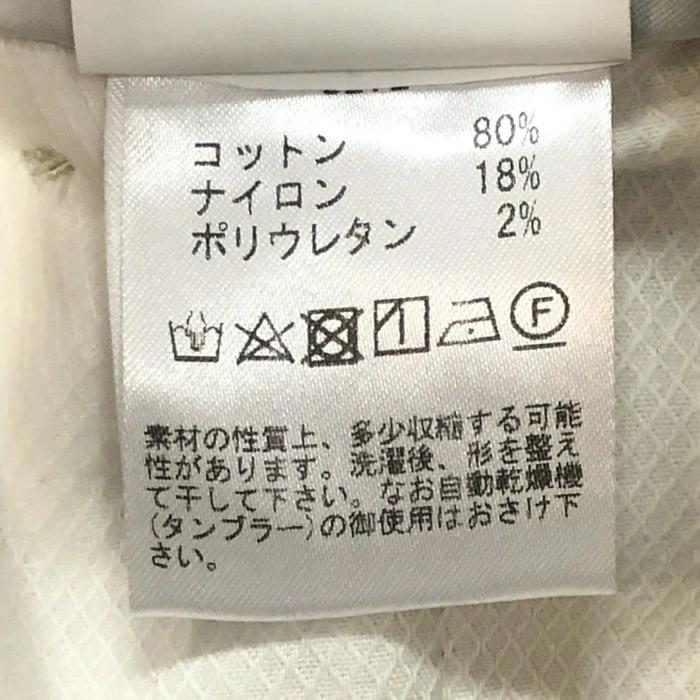 コットン 80%
ナイロン 18%
ポリウレタン 2%
F
素材の性質上、多少収縮する可能
性があります。洗濯後、形を整え
て干して下さい。なお自動乾燥機
(タンブラー)の御使用はおさけ下
さい。